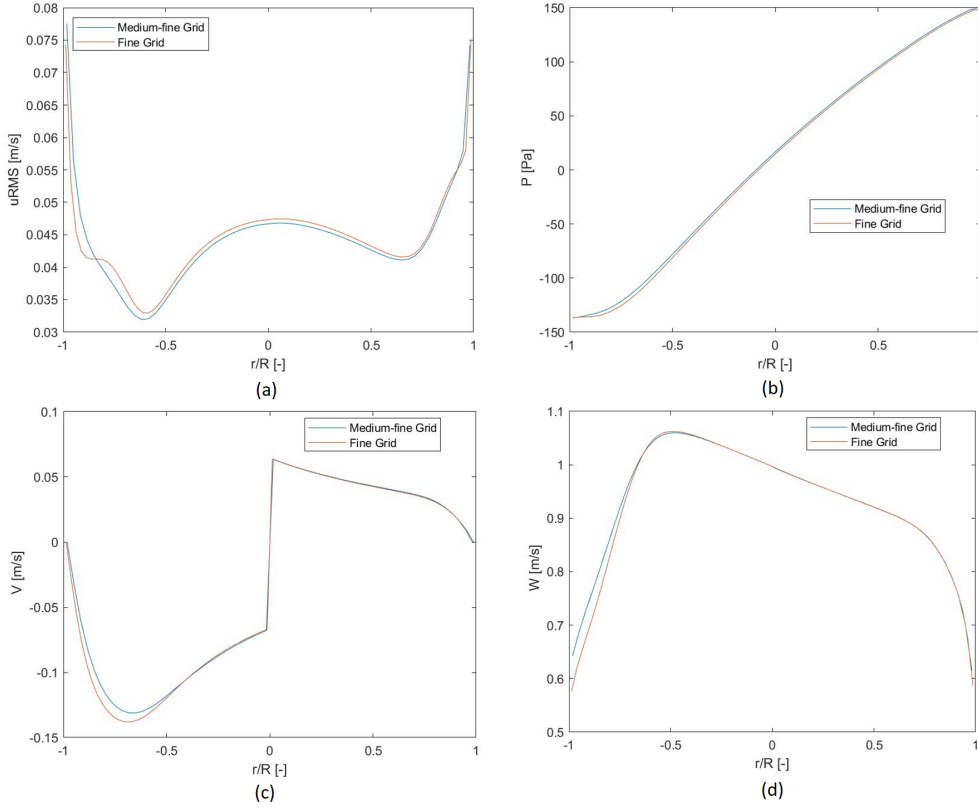 0.08
0.075
0.07
0.065
0.06
0.055
0.05
0.045
0.04
0.035
0.03
uRMS [m/s]
Medium-fine Grid
Fine Grid
-1
-0.5
0
0.5
1
r/R [-]
(a)
150
100
50
0
-50
-100
-150
P [Pa]
Medium-fine Grid
Fine Grid
-1
-0.5
0
0.5
1
r/R [-]
(b)
0.1
0.05
0
-0.05
-0.1
-0.15
V [m/s]
Medium-fine Grid
Fine Grid
-1
-0.5
0
0.5
1
r/R [-]
(c)
1.1
1
0.9
0.8
0.7
0.6
0.5
W [m/s]
Medium-fine Grid
Fine Grid
-1
-0.5
0
0.5
1
r/R [-]
(d)